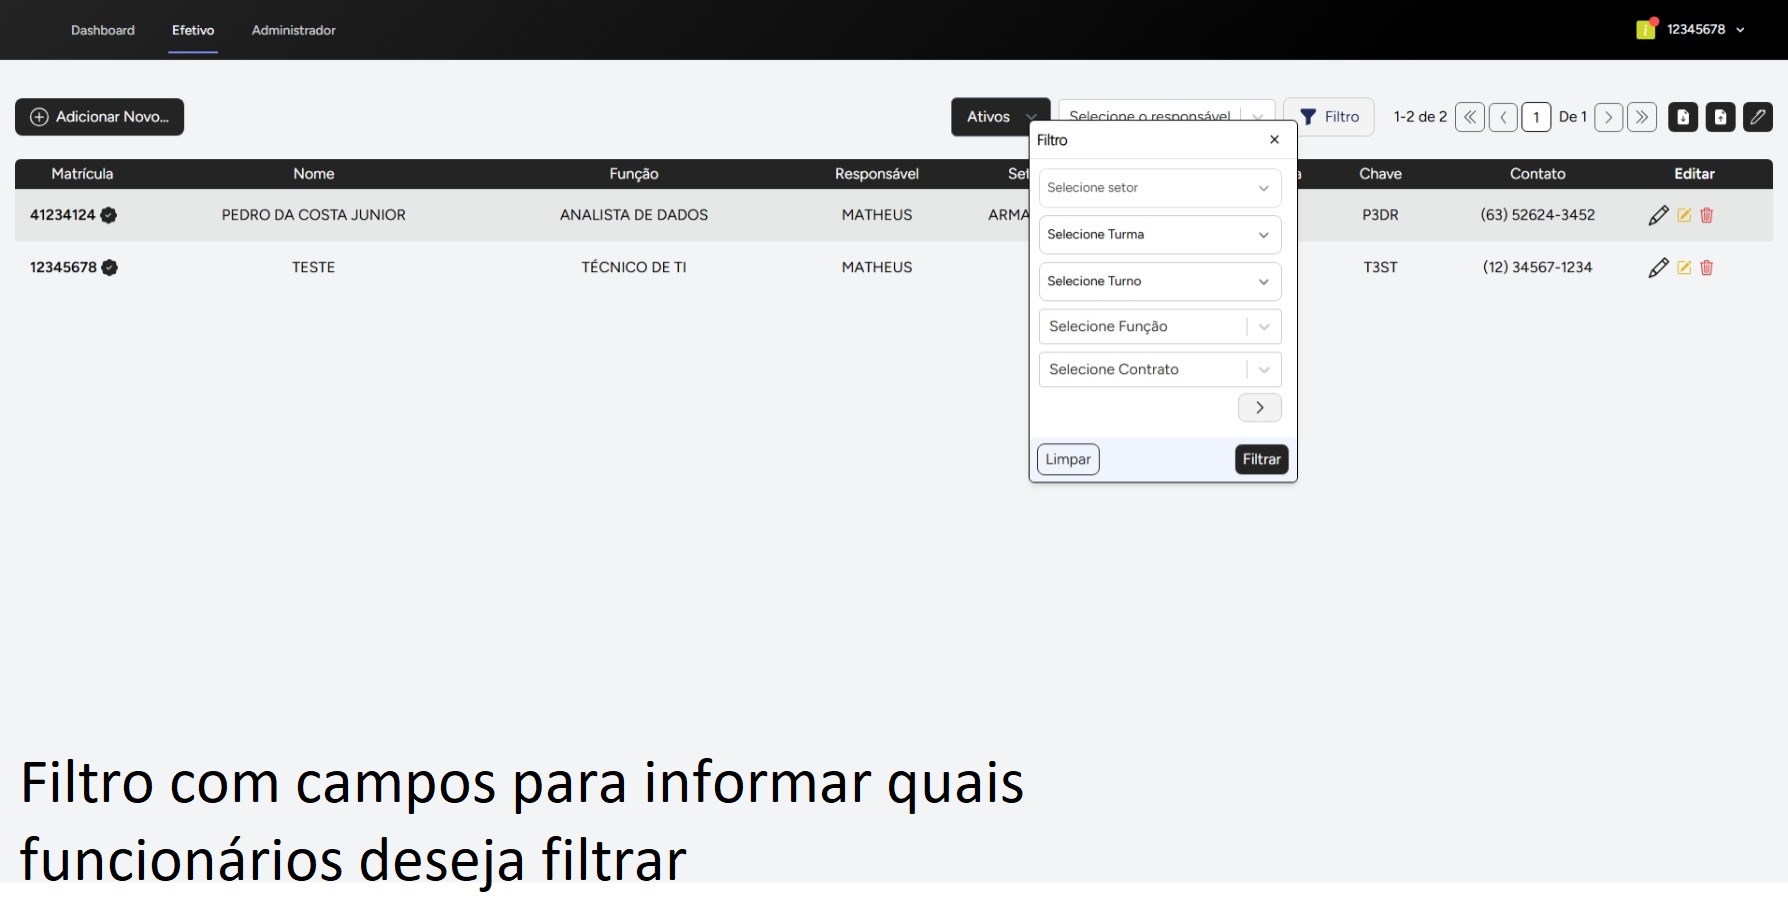 Dashboard Efetivo Administrador 12345678
Adicionar Novo... Ativos Selecione o responsável Filtro 1-2 de 2 1 De 1
Filtro
Matrícula Nome Função Responsável Chave Contato Editar
Selecione setor
41234124 PEDRO DA COSTA JUNIOR ANALISTA DE DADOS MATHEUS ARMA P3DR (63) 52624-3452
Selecione Turma
12345678 TESTE TÉCNICO DE TI MATHEUS T3ST (12) 34567-1234
Selecione Turno
Selecione Função
Selecione Contrato
Limpar Filtrar
Filtro com campos para informar quais
funcionários deseja filtrar